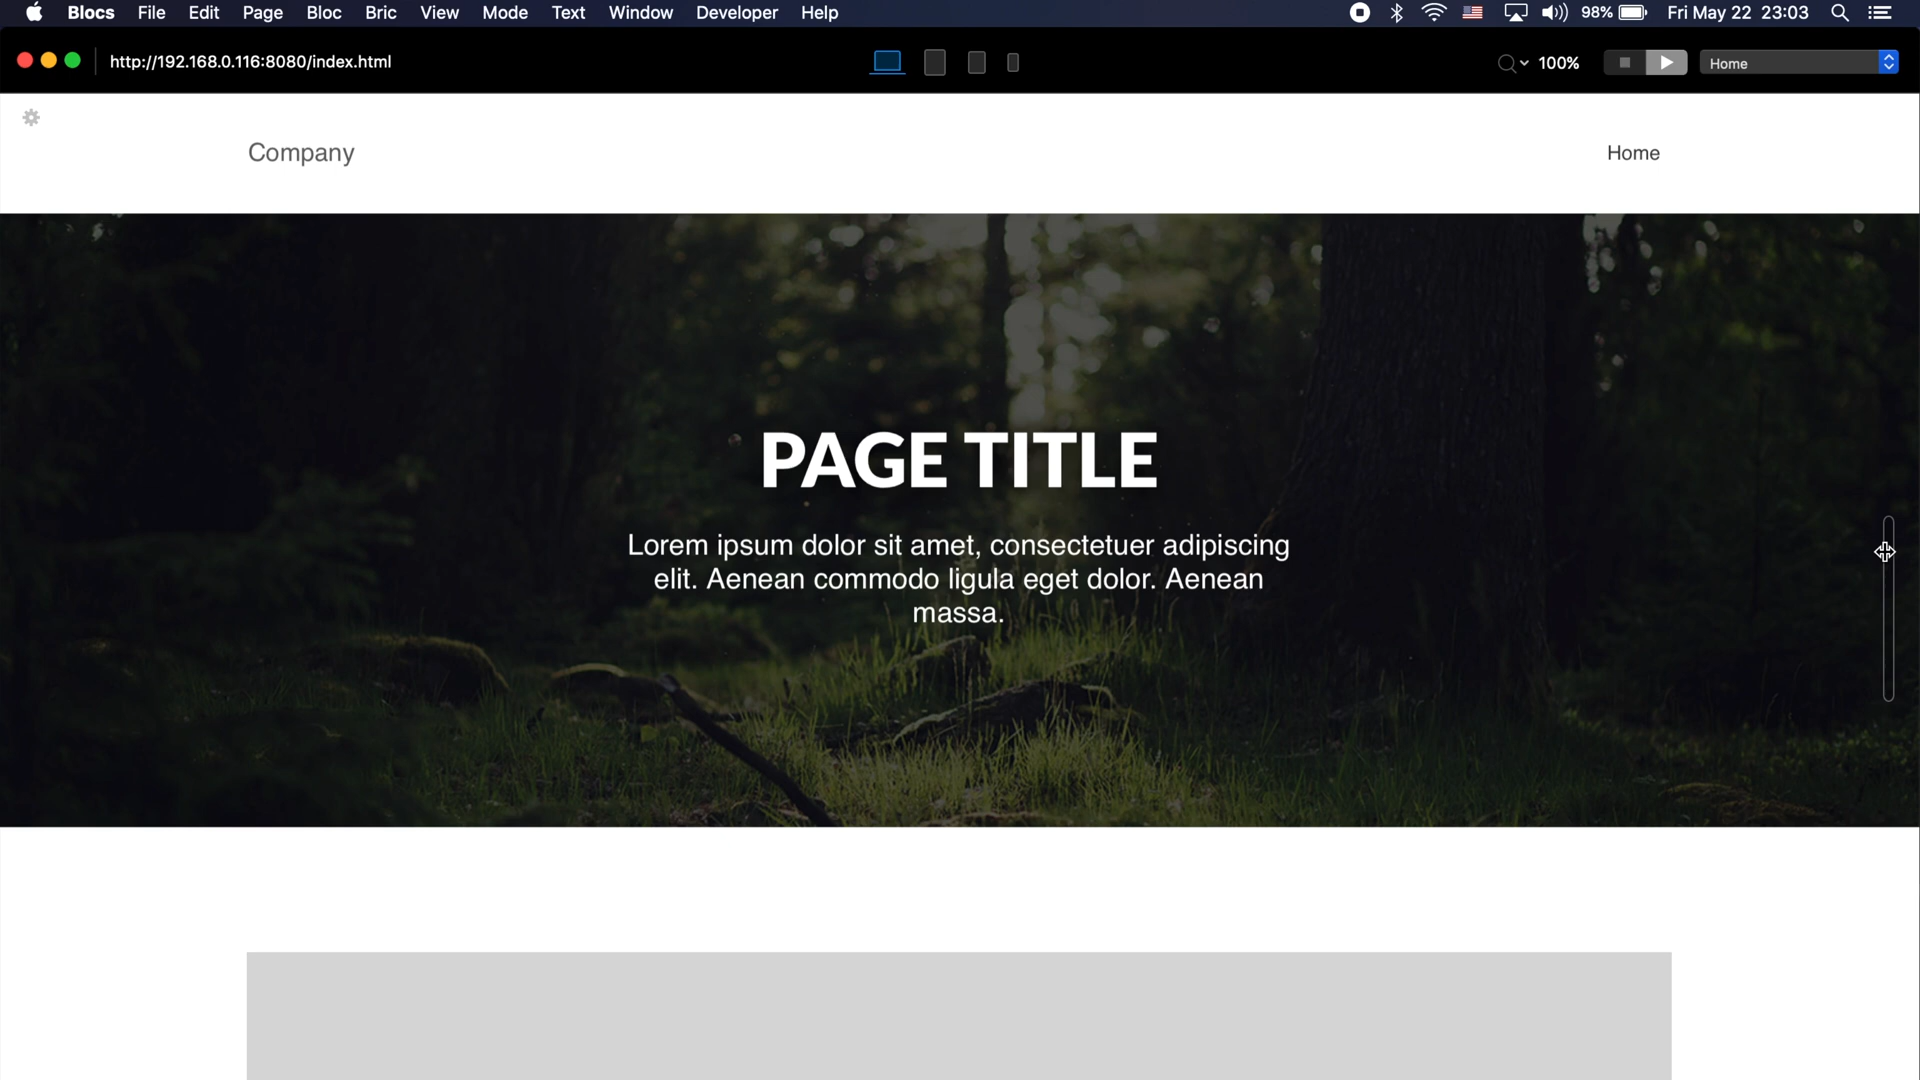 Blocs File Edit Page Bloc Bric View Mode Text Window Developer Help 98% Fri May 22 23:03
http://192.168.0.116:8080/index.html 100% Home
Company Home
PAGE TITLE
Lorem ipsum dolor sit amet, consectetuer adipiscing
elit. Aenean commodo ligula eget dolor. Aenean
massa.